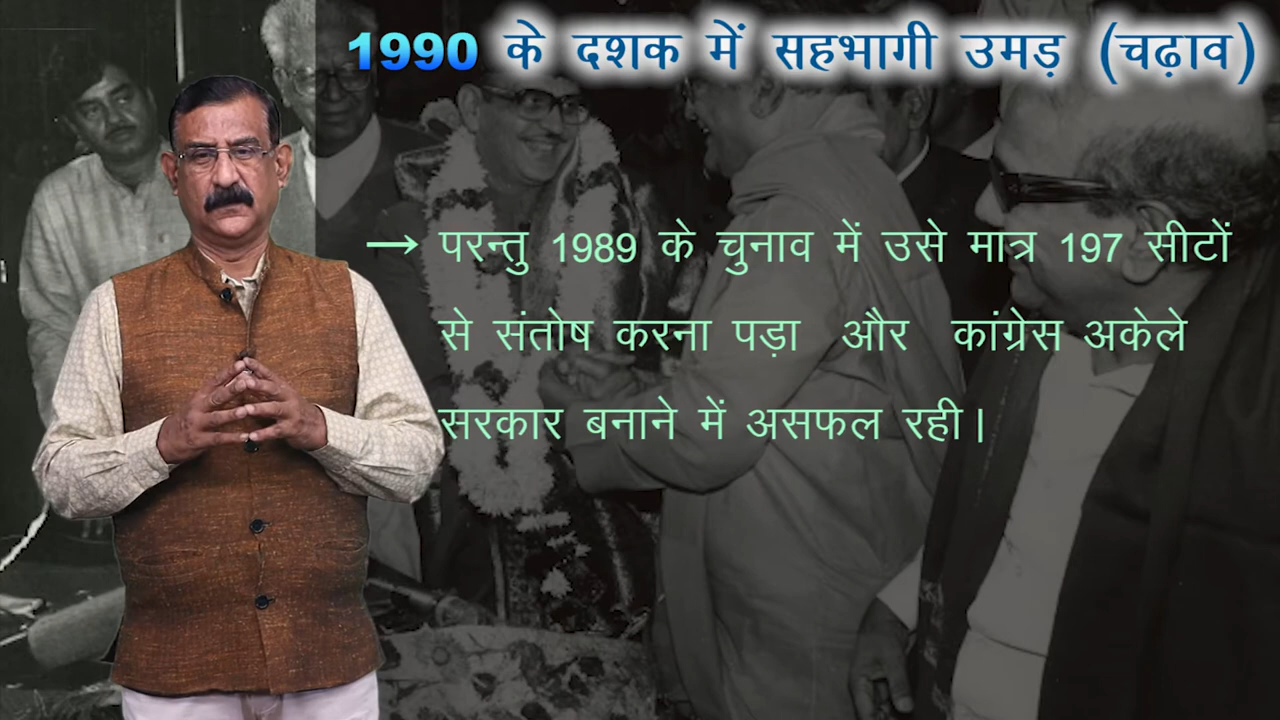 1990 के दशक में सहभागी उमड़ (चढ़ाव)
→ परन्तु 1989 के चुनाव में उसे मात्र 197 सीटों
से संतोष करना पड़ा और कांग्रेस अकेले
सरकार बनाने में असफल रही।